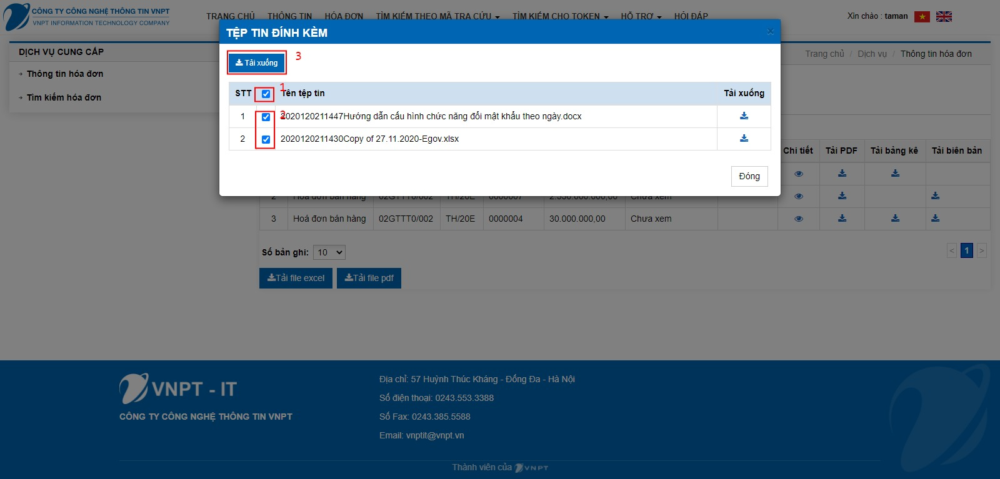 CÔNG TY CÔNG NGHỆ THÔNG TIN VNPT
VNPT INFORMATION TECHNOLOGY COMPANY
TRANG CHỦ THÔNG TIN HÓA ĐƠN TÌM KIẾM THEO MÃ TRA CỨU TÌM KIẾM CHO TOKEN HỖ TRỢ HỎI ĐÁP
Xin chào : taman
TỆP TIN ĐÍNH KÈM ×
DỊCH VỤ CUNG CẤP
Trang chủ / Dịch vụ / Thông tin hóa đơn
Tải xuống 3
Thông tin hóa đơn
Tìm kiếm hóa đơn
1
STT Tên tệp tin Tải xuống
2
1 2020120211447Hướng dẫn cấu hình chức năng đổi mật khẩu theo ngày.docx
2 2020120211430Copy of 27.11.2020-Egov.xlsx
Chi tiết Tải PDF Tải bảng kê Tải biên bản
Đóng
2 Hoá đơn bán hàng 02GTTT0/002 TH/20E 0000007 2.550.000.000,00 Chưa xem
3 Hoá đơn bán hàng 02GTTT0/002 TH/20E 0000004 30.000.000,00 Chưa xem
Số bản ghi: 10
< 1 >
Tải file excel Tải file pdf
VNPT - IT
CÔNG TY CÔNG NGHỆ THÔNG TIN VNPT
Địa chỉ: 57 Huỳnh Thúc Kháng - Đống Đa - Hà Nội
Số điện thoại: 0243.553.3388
Số Fax: 0243.385.5588
Email: vnptit@vnpt.vn
Thành viên của VNPT